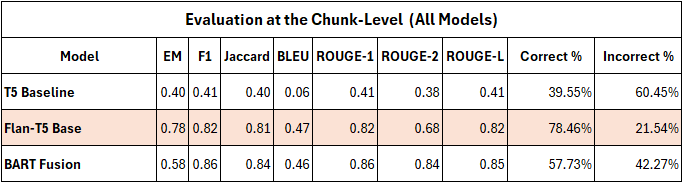 Evaluation at the Chunk-Level (All Models)
Model EM F1 Jaccard BLEU ROUGE-1 ROUGE-2 ROUGE-L Correct % Incorrect %
T5 Baseline 0.40 0.41 0.40 0.06 0.41 0.38 0.41 39.55% 60.45%
Flan-T5 Base 0.78 0.82 0.81 0.47 0.82 0.68 0.82 78.46% 21.54%
BART Fusion 0.58 0.86 0.84 0.46 0.86 0.84 0.85 57.73% 42.27%